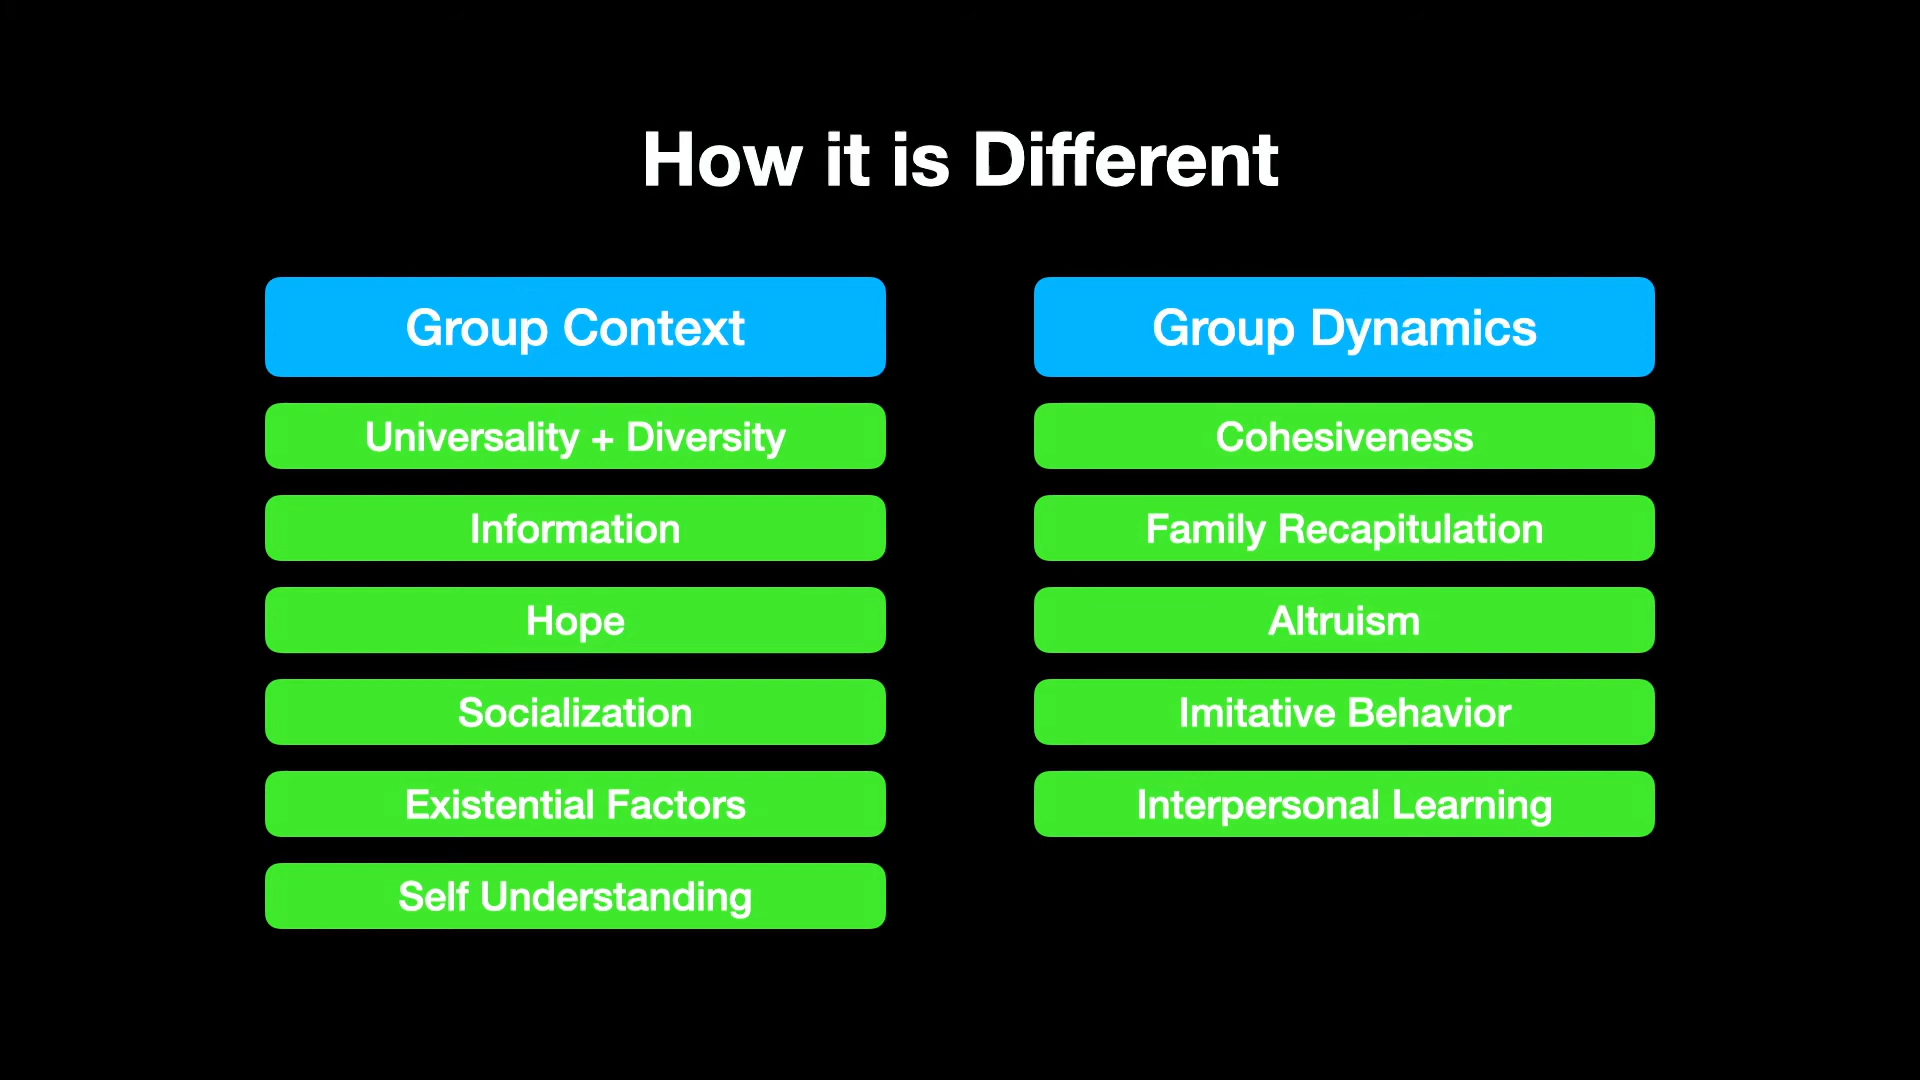 How it is Different
Group Context
Universality + Diversity
Information
Hope
Socialization
Existential Factors
Self Understanding
Group Dynamics
Cohesiveness
Family Recapitulation
Altruism
Imitative Behavior
Interpersonal Learning